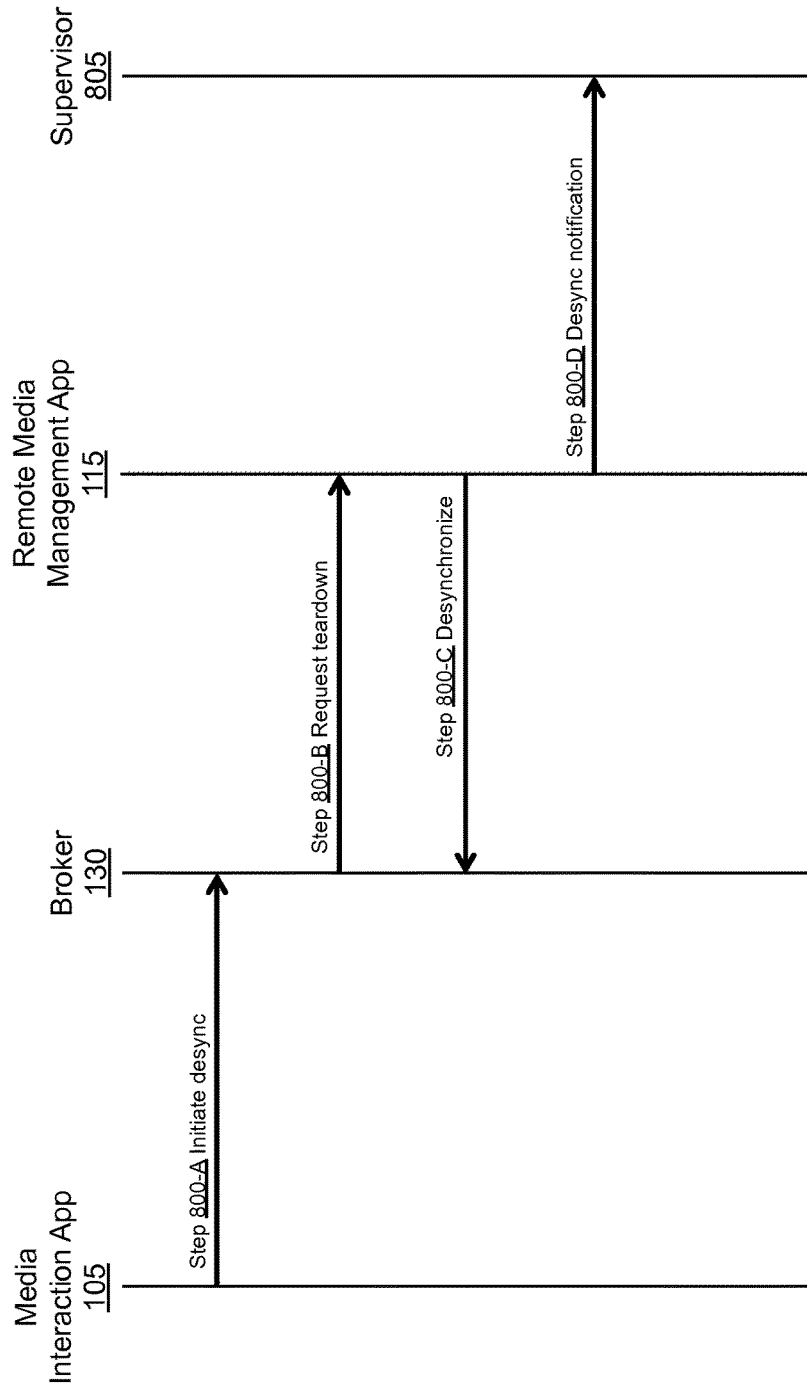 Media
Interaction App
105
Broker
130
Remote Media
Management App
115
Supervisor
805
Step 800-A Initiate desync
Step 800-B Request teardown
Step 800-C Desynchronize
Step 800-D Desync notification